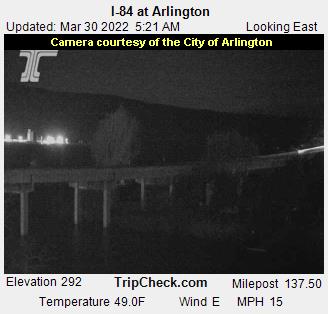 I-84 at Arlington
Updated: Mar 30 2022 5:21 AM Looking East
Camera courtesy of the City of Arlington
Elevation 292 TripCheck.com Milepost 137.50
Temperature 49.0F Wind E MPH 15